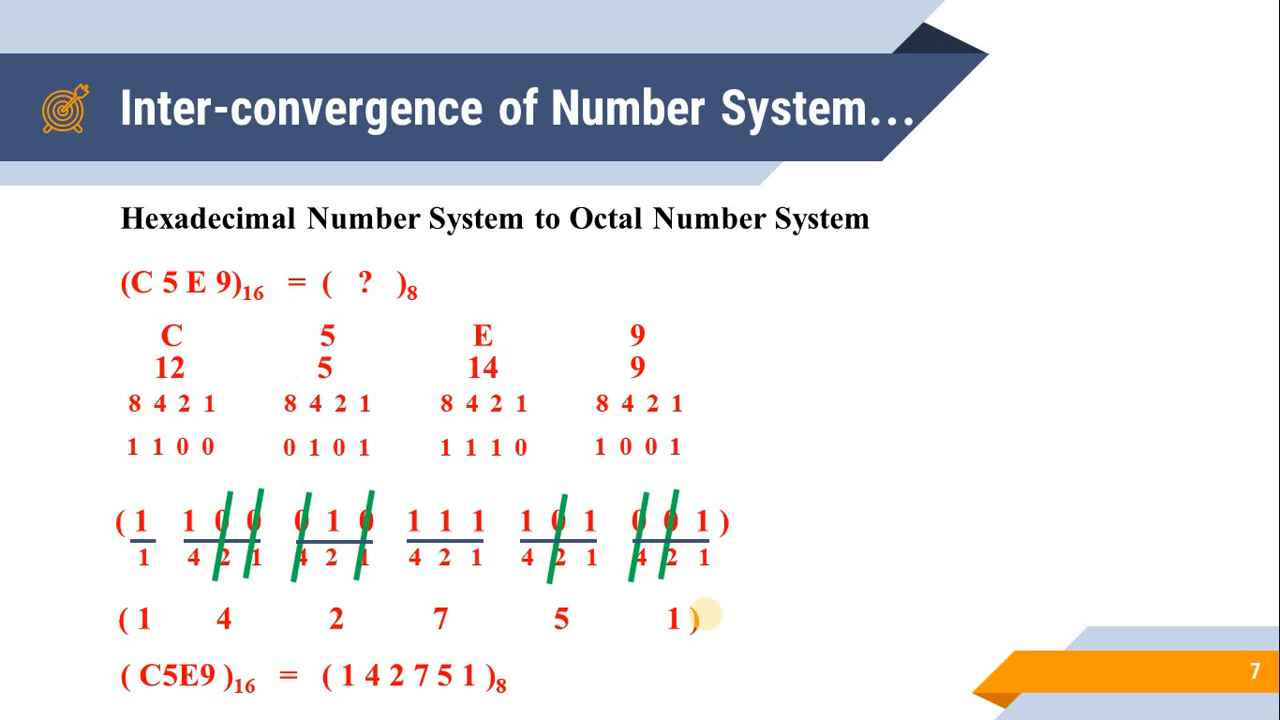 Inter-convergence of Number System...
Hexadecimal Number System to Octal Number System
(C 5 E 9)16 = ( ? )8
C 5 E 9
12 5 14 9
8 4 2 1 8 4 2 1 8 4 2 1 8 4 2 1
1 1 0 0 0 1 0 1 1 1 1 0 1 0 0 1
( 1 1 0 0 0 1 0 1 1 1 1 0 1 0 0 1 )
1 4 2 1 4 2 1 4 2 1 4 2 1 4 2 1
( 1 4 2 7 5 1 )
( C5E9 )16 = ( 1 4 2 7 5 1 )8
7